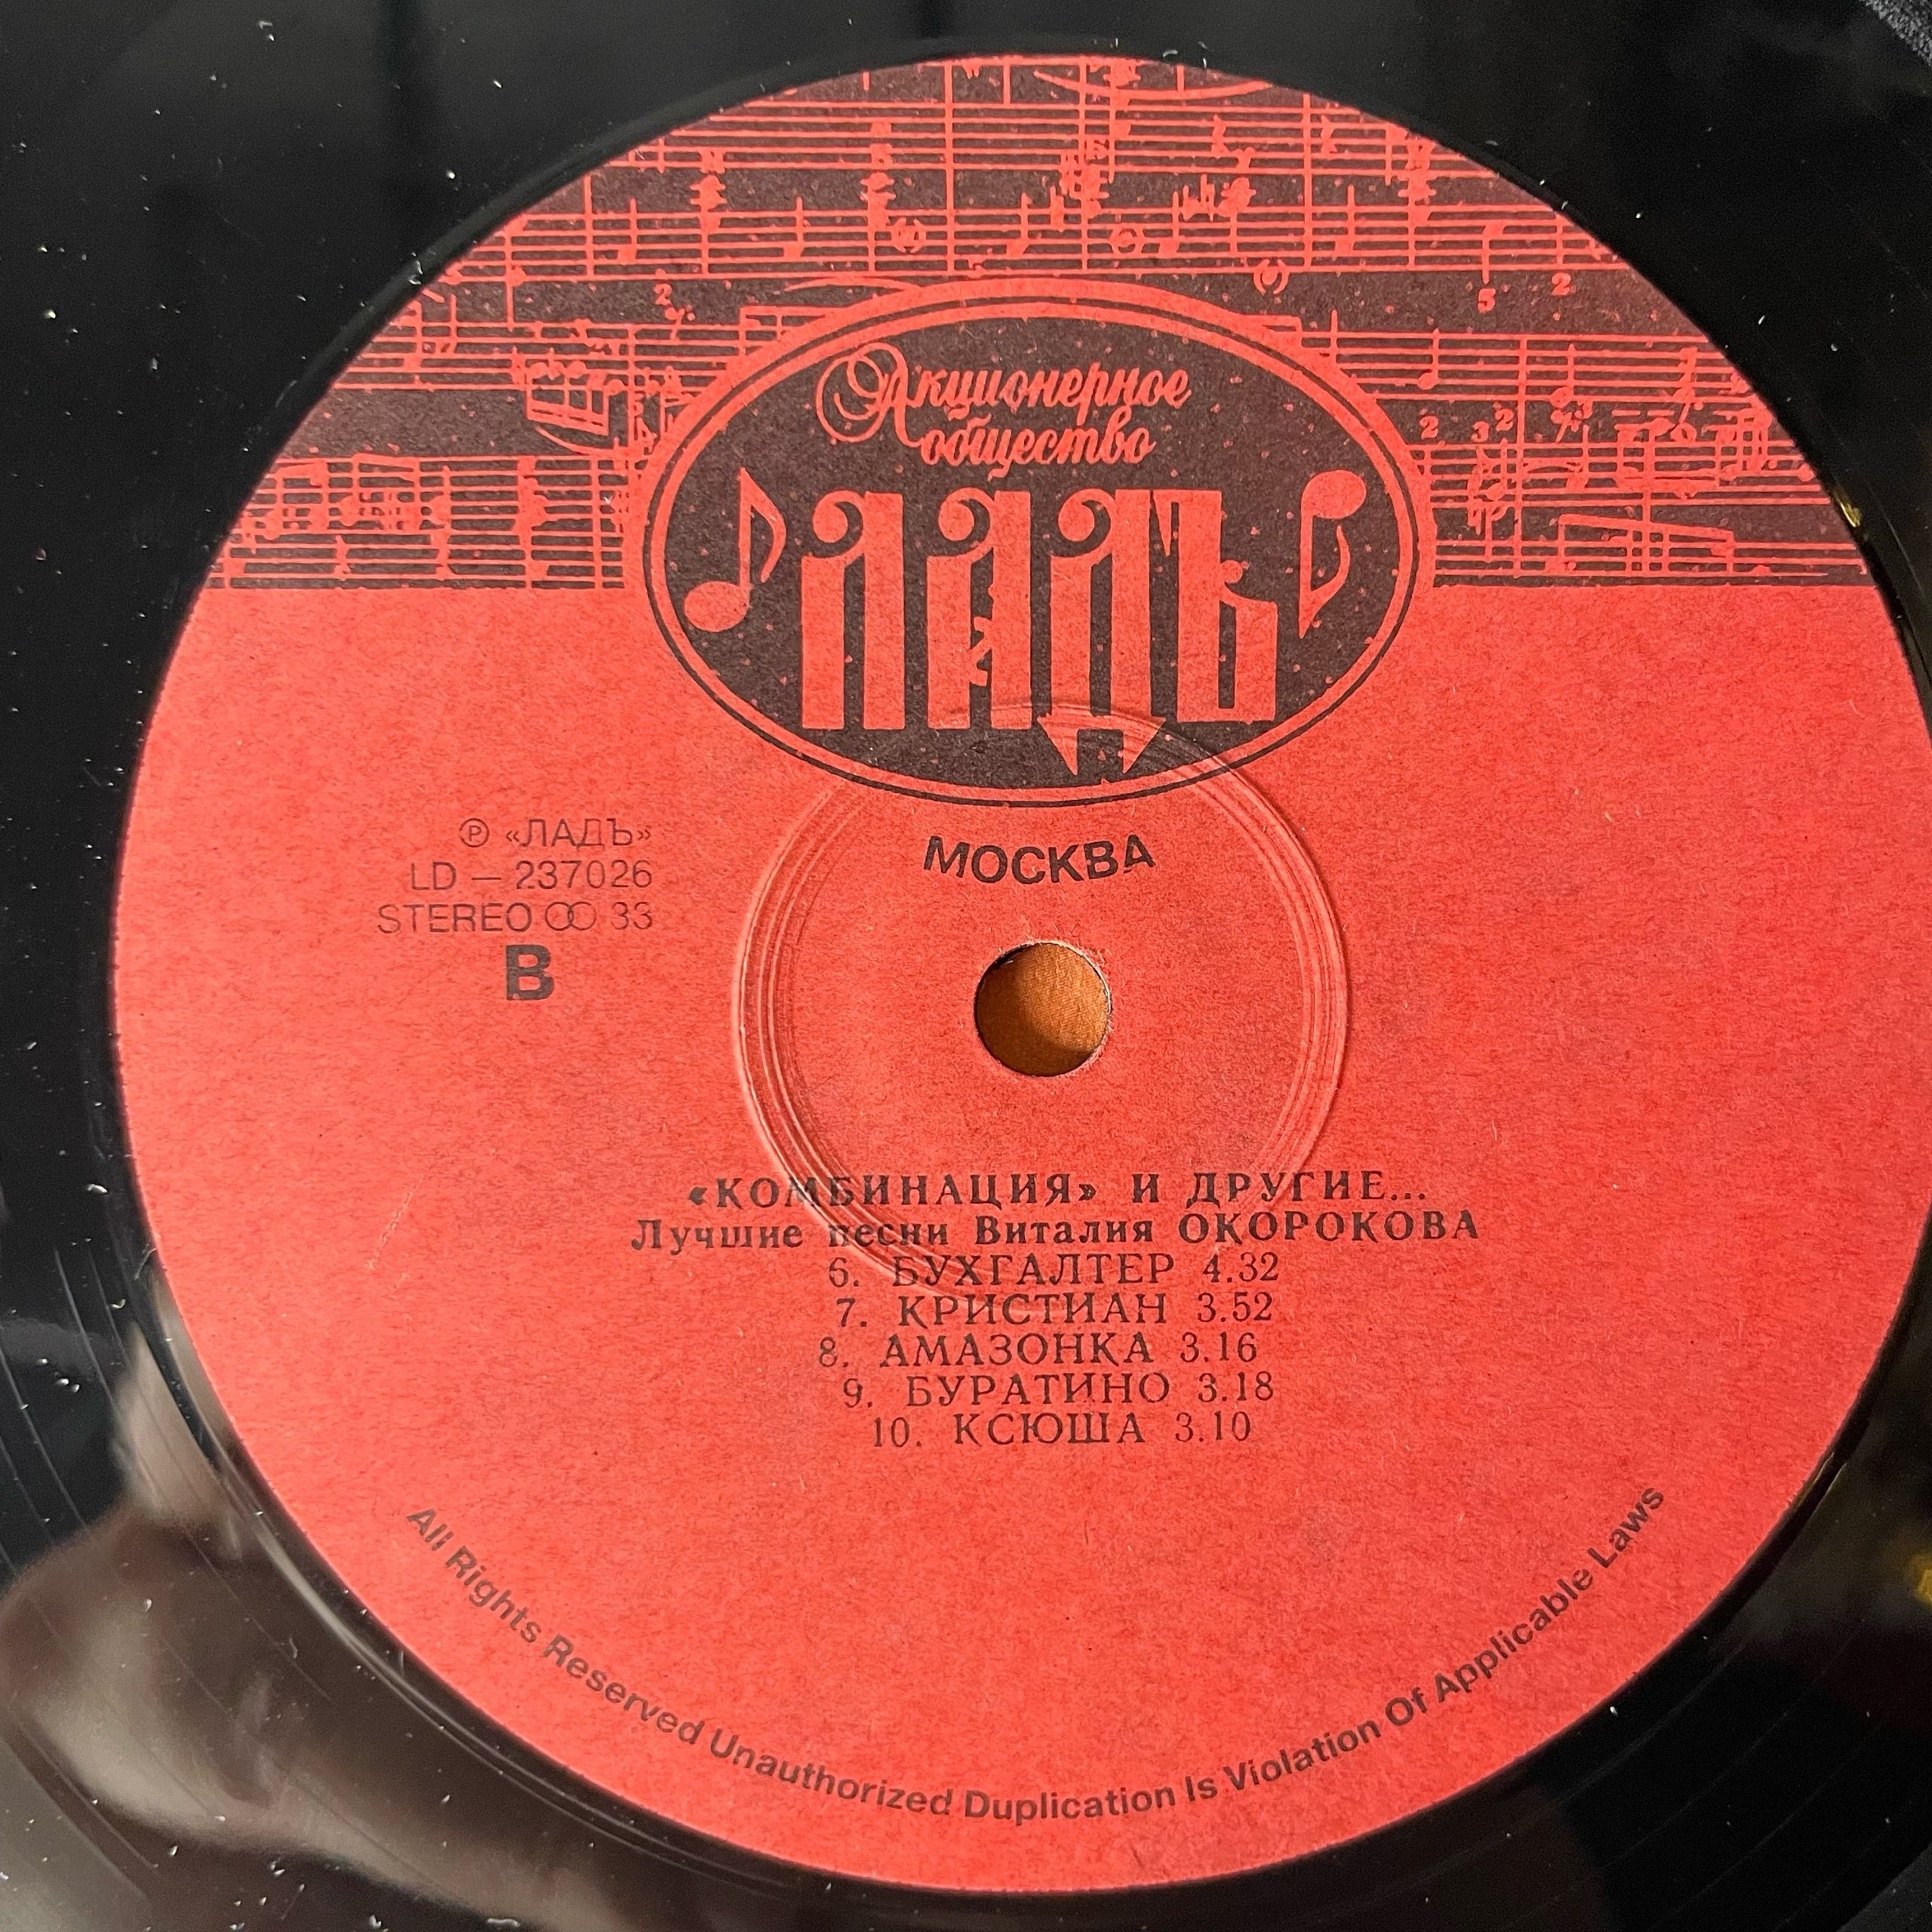 Акционерное
общество
ЛАДЪ
МОСКВА
℗ «ЛАДЪ»
LD — 237026
STEREO 33
B
«КОМБИНАЦИЯ» И ДРУГИЕ...
Лучшие песни Виталия ОКОРОКОВА
6. БУХГАЛТЕР 4.32
7. КРИСТИАН 3.52
8. АМАЗОНКА 3.16
9. БУРАТИНО 3.18
10. КСЮША 3.10
All Rights Reserved Unauthorized Duplication Is Violation Of Applicable Laws